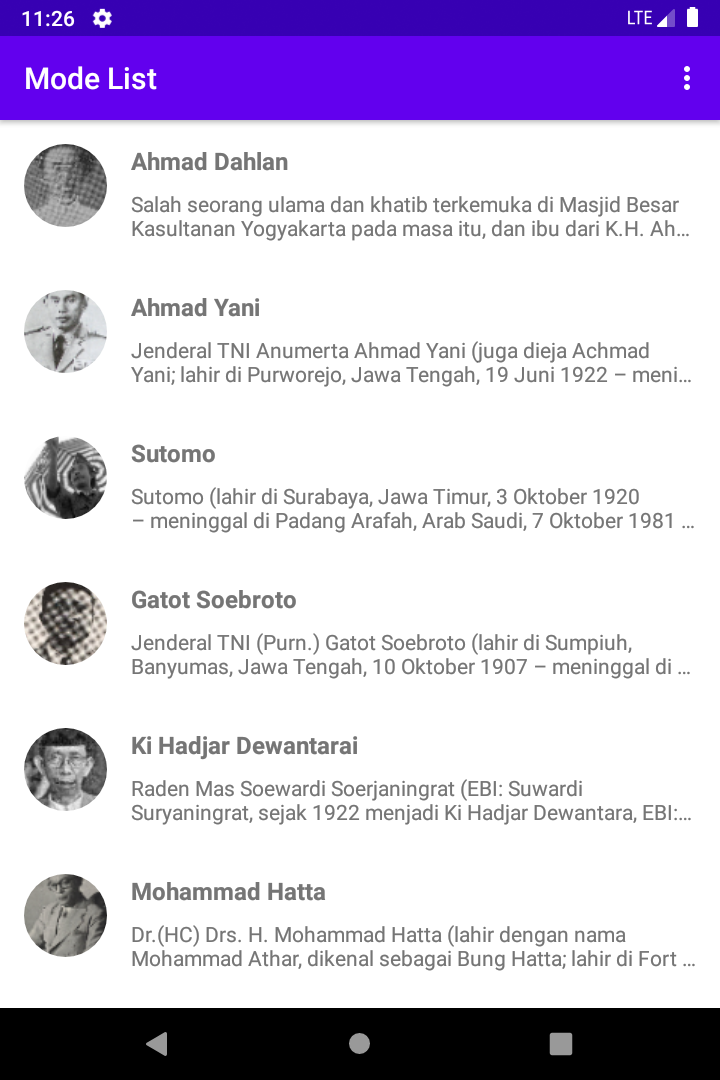 11:26
LTE
Mode List
Ahmad Dahlan
Salah seorang ulama dan khatib terkemuka di Masjid Besar
Kasultanan Yogyakarta pada masa itu, dan ibu dari K.H. Ah…
Ahmad Yani
Jenderal TNI Anumerta Ahmad Yani (juga dieja Achmad
Yani; lahir di Purworejo, Jawa Tengah, 19 Juni 1922 – meni…
Sutomo
Sutomo (lahir di Surabaya, Jawa Timur, 3 Oktober 1920
– meninggal di Padang Arafah, Arab Saudi, 7 Oktober 1981 …
Gatot Soebroto
Jenderal TNI (Purn.) Gatot Soebroto (lahir di Sumpiuh,
Banyumas, Jawa Tengah, 10 Oktober 1907 – meninggal di …
Ki Hadjar Dewantarai
Raden Mas Soewardi Soerjaningrat (EBI: Suwardi
Suryaningrat, sejak 1922 menjadi Ki Hadjar Dewantara, EBI:…
Mohammad Hatta
Dr.(HC) Drs. H. Mohammad Hatta (lahir dengan nama
Mohammad Athar, dikenal sebagai Bung Hatta; lahir di Fort …